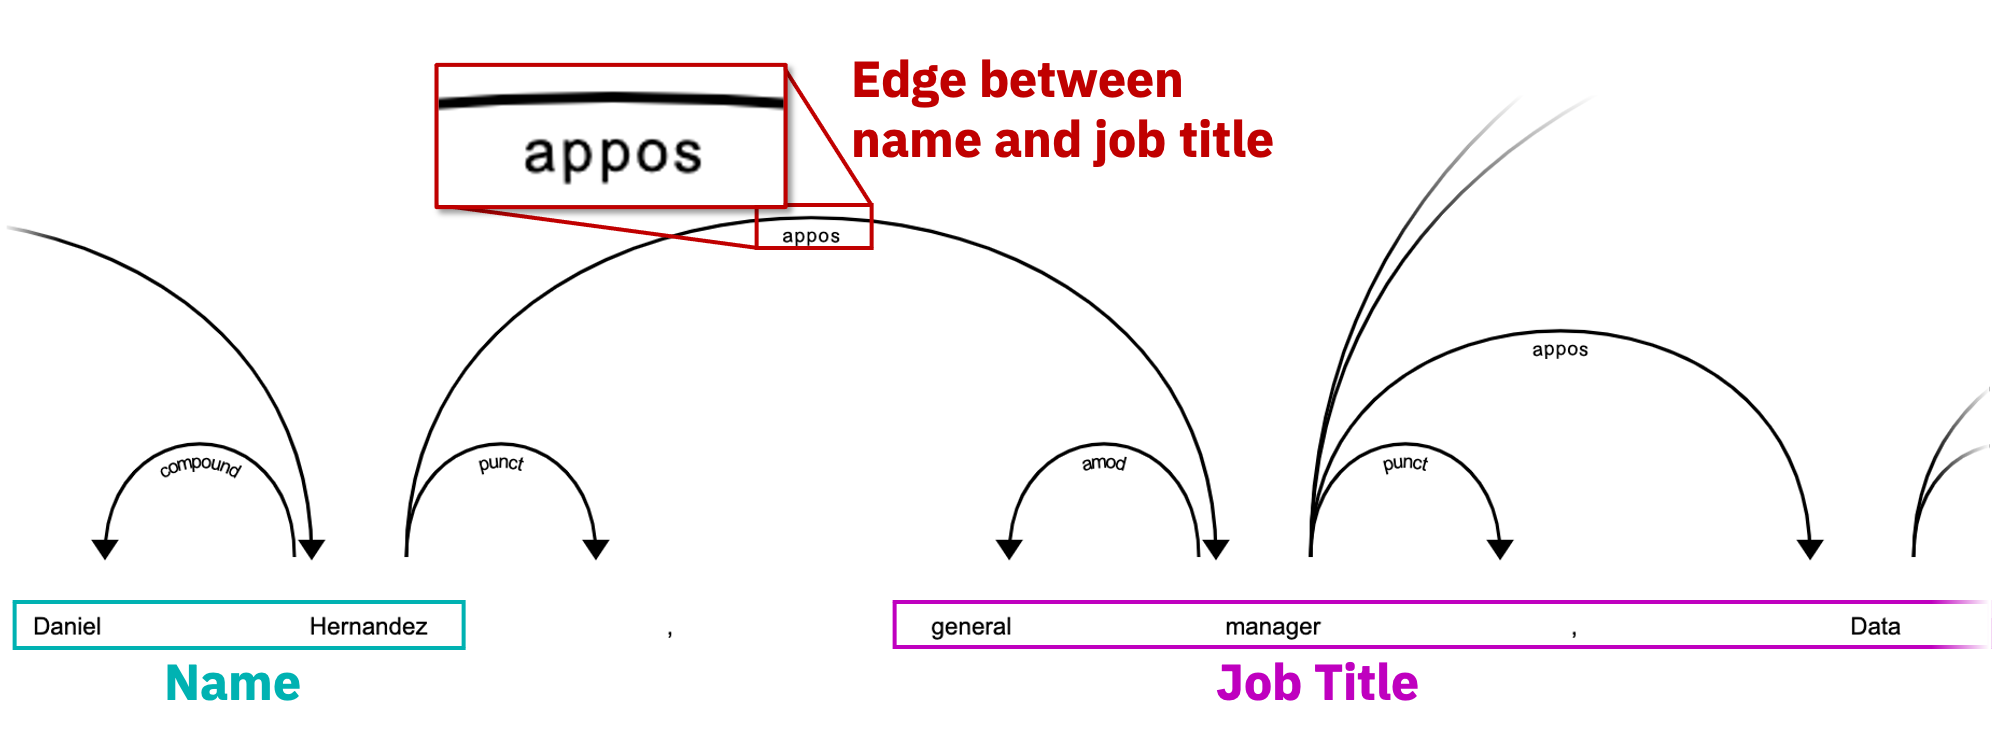 Edge between
name and job title
appos
appos
appos
compound
punct
amod
punct
Daniel Hernandez , general manager , Data
Name
Job Title